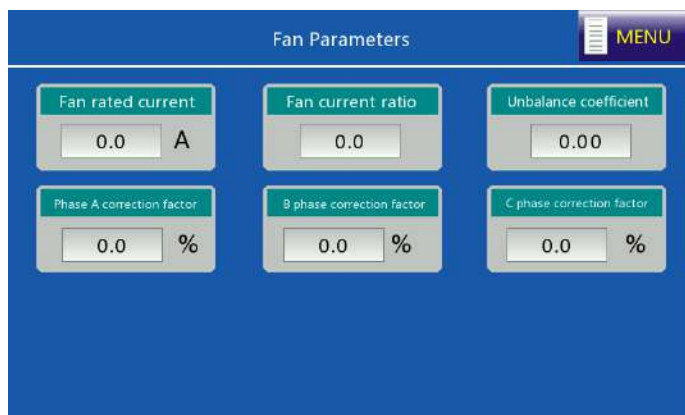 Fan Parameters
MENU
Fan rated current
Fan current ratio
Unbalance coefficient
0.0 A
0.0
0.00
Phase A correction factor
B phase correction factor
C phase correction factor
0.0 %
0.0 %
0.0 %